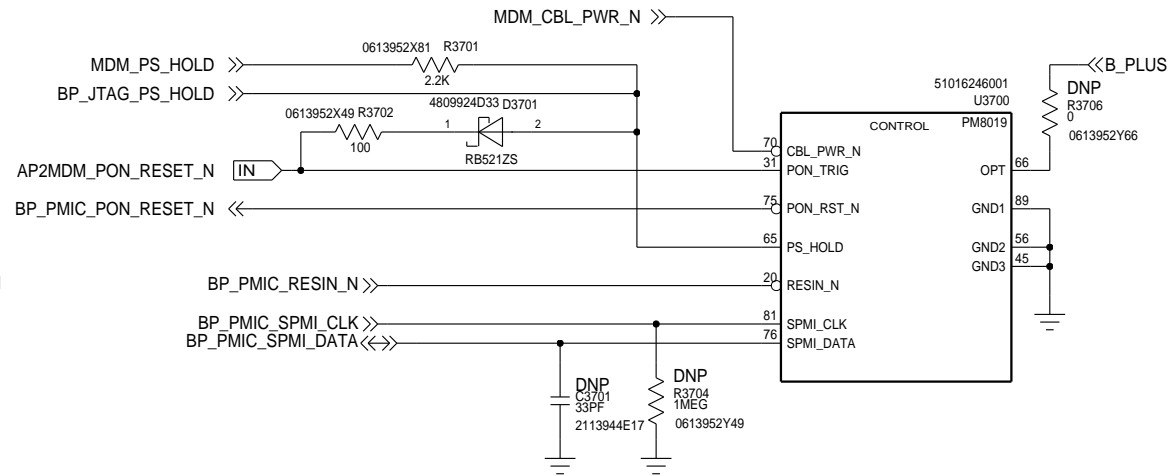 MDM_CBL_PWR_N
0613952X81 R3701
MDM_PS_HOLD
2.2K
B_PLUS
BP_JTAG_PS_HOLD
DNP
R3706
0
0613952Y66
51016246001
U3700
4809924D33 D3701
0613952X49 R3702
1
2
100
RB521ZS
CONTROL
PM8019
70
CBL_PWR_N
AP2MDM_PON_RESET_N IN
31
PON_TRIG
OPT
66
BP_PMIC_PON_RESET_N
75
PON_RST_N
GND1
89
65
PS_HOLD
GND2
56
GND3
45
BP_PMIC_RESIN_N
20
RESIN_N
BP_PMIC_SPMI_CLK
81
SPMI_CLK
BP_PMIC_SPMI_DATA
76
SPMI_DATA
DNP
C3701
33PF
2113944E17
DNP
R3704
1MEG
0613952Y49